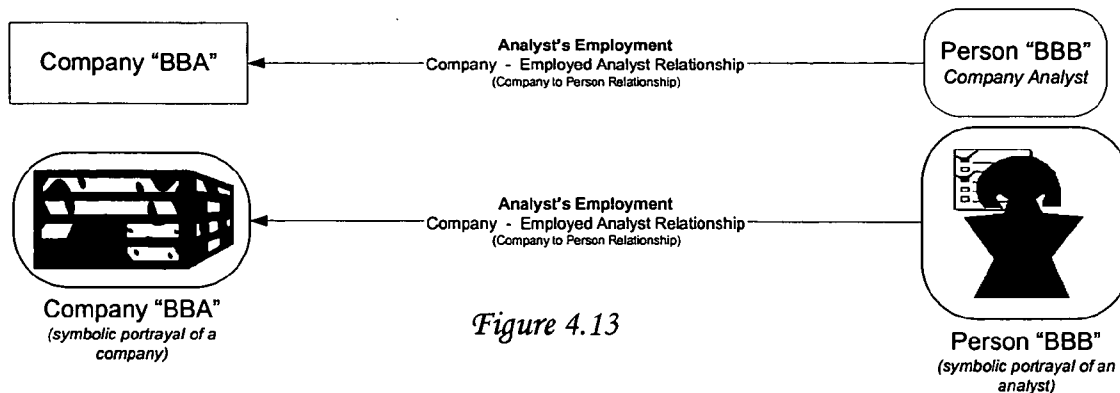 Company “BBA”
Analyst's Employment
Company - Employed Analyst Relationship
(Company to Person Relationship)
Person “BBB”
Company Analyst
Analyst's Employment
Company - Employed Analyst Relationship
(Company to Person Relationship)
Company “BBA”
(symbolic portrayal of a
company)
Figure 4.13
Person “BBB”
(symbolic portrayal of an
analyst)